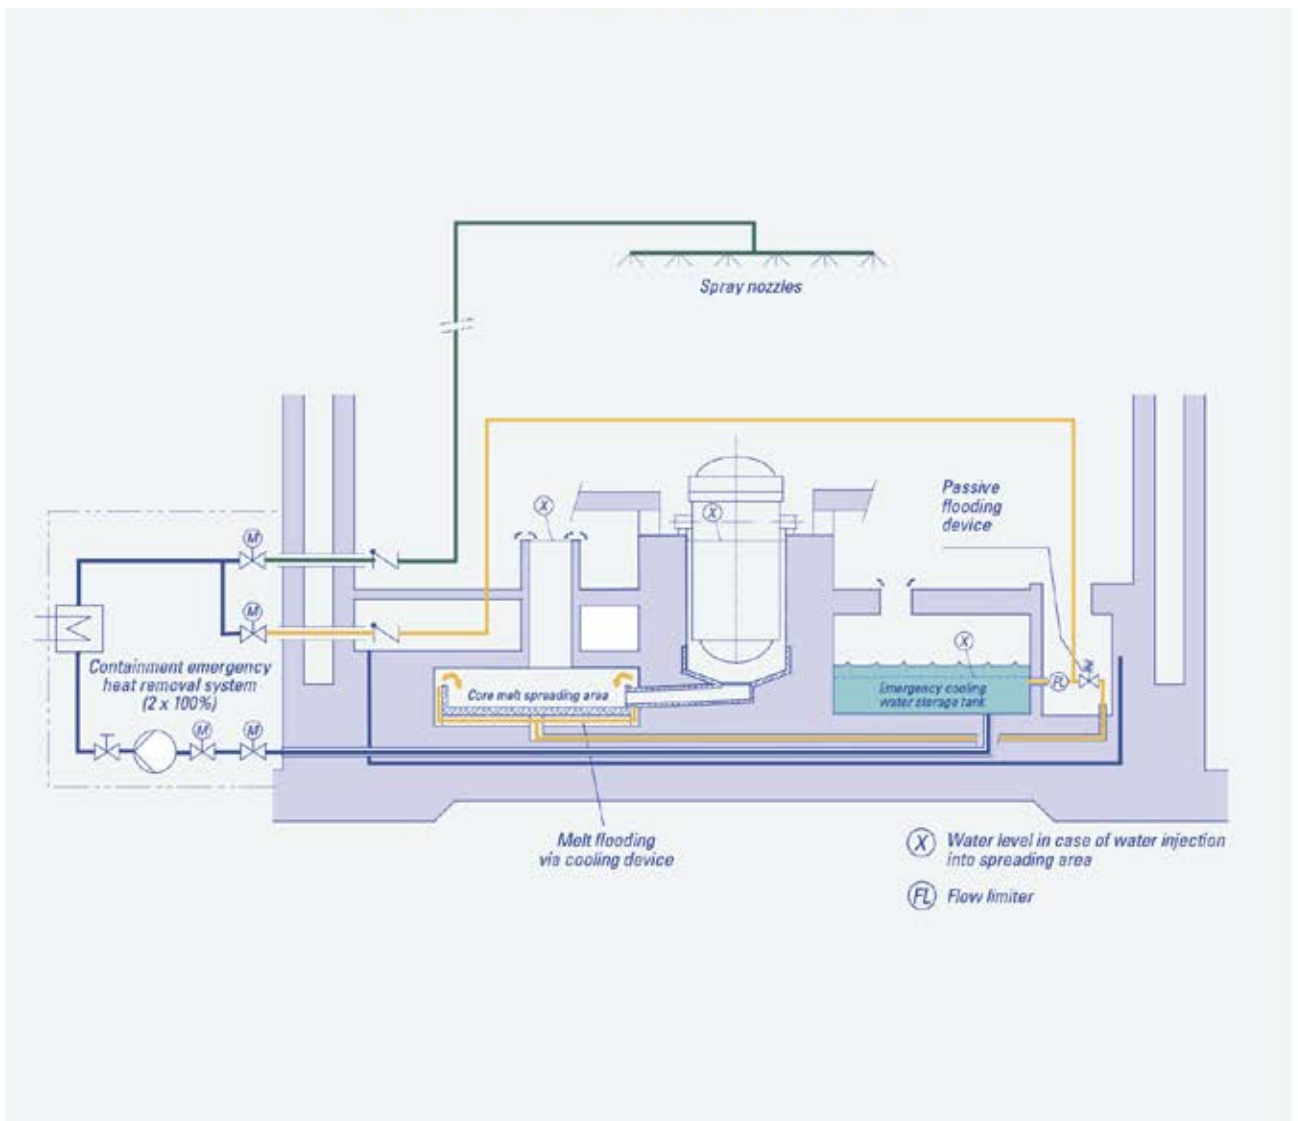 Spray nozzles
Passive
flooding
device
X
X
M
M
X
Containment emergency
heat removal system
(2 x 100%)
Core melt spreading area
Emergency cooling
water storage tank
FL
M
M
Melt flooding
via cooling device
X Water level in case of water injection
into spreading area
FL Flow limiter